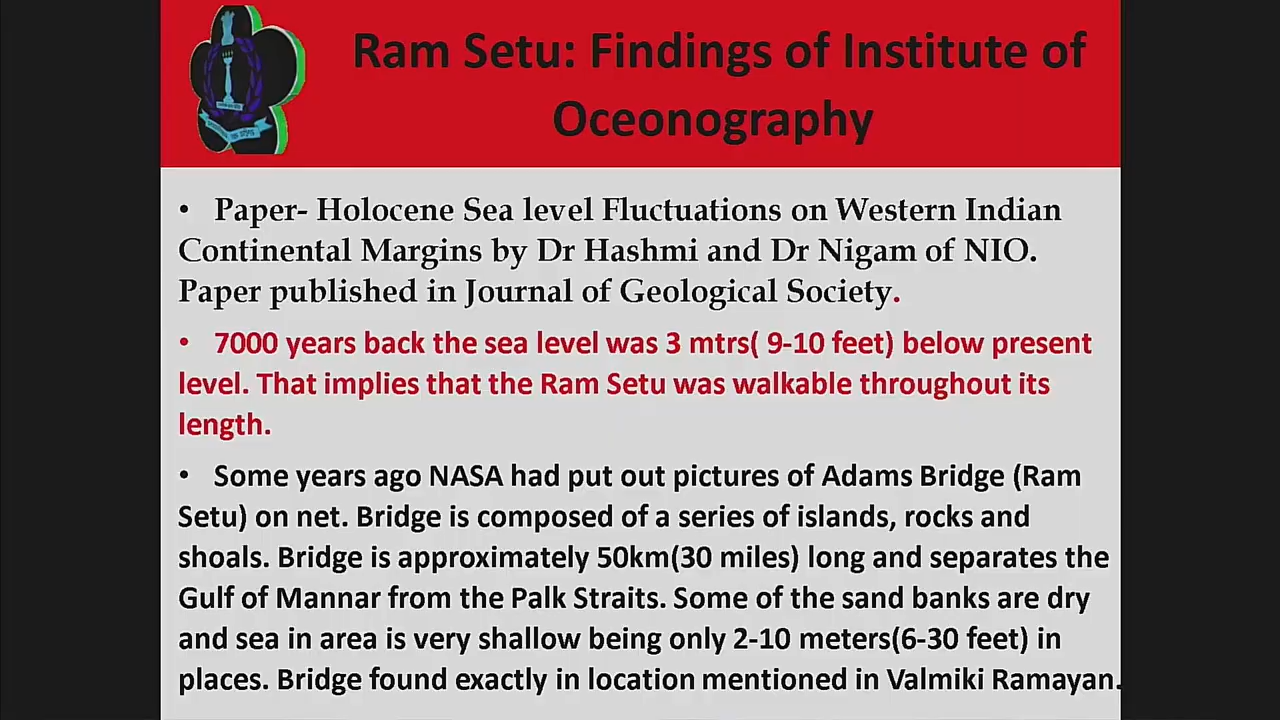 Ram Setu: Findings of Institute of
Oceonography
• Paper- Holocene Sea level Fluctuations on Western Indian
Continental Margins by Dr Hashmi and Dr Nigam of NIO.
Paper published in Journal of Geological Society.
• 7000 years back the sea level was 3 mtrs( 9-10 feet) below present
level. That implies that the Ram Setu was walkable throughout its
length.
• Some years ago NASA had put out pictures of Adams Bridge (Ram
Setu) on net. Bridge is composed of a series of islands, rocks and
shoals. Bridge is approximately 50km(30 miles) long and separates the
Gulf of Mannar from the Palk Straits. Some of the sand banks are dry
and sea in area is very shallow being only 2-10 meters(6-30 feet) in
places. Bridge found exactly in location mentioned in Valmiki Ramayan.